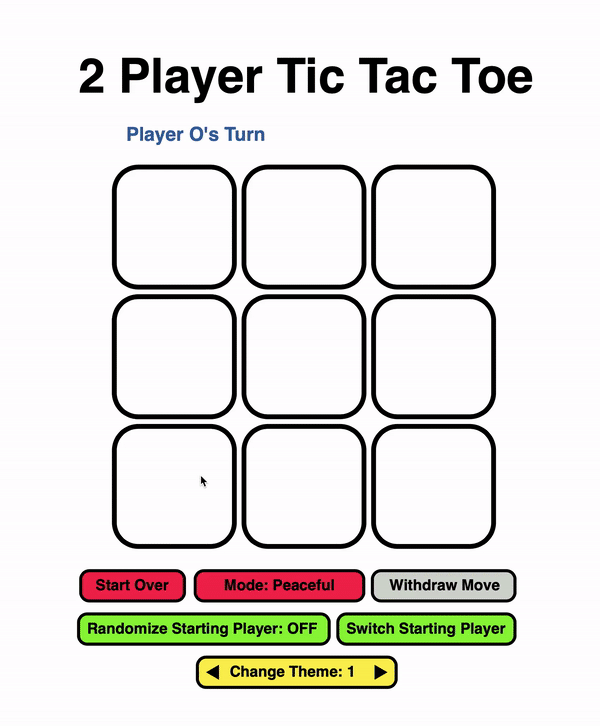 2 Player Tic Tac Toe
Player O's Turn
Start Over
Mode: Peaceful
Withdraw Move
Randomize Starting Player: OFF
Switch Starting Player
Change Theme: 1